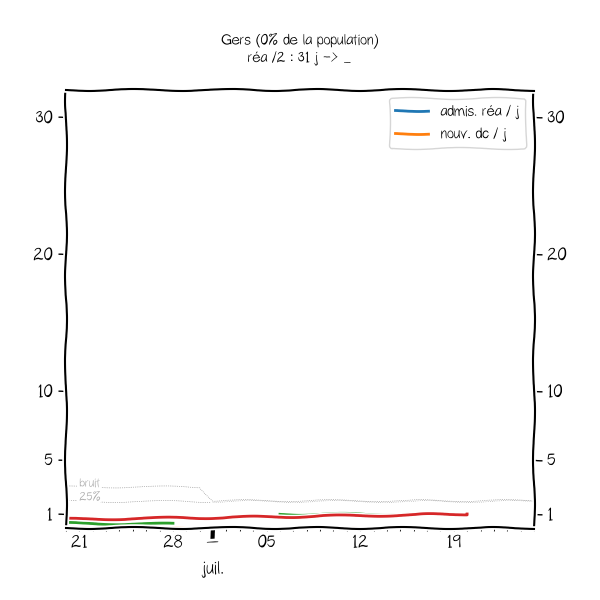 Gers (0% de la population)
réa /2 : 31 j -> _
admis. réa / j
nouv. dc / j
30
30
20
20
10
10
5
5
bruit
25%
1
1
21
28
05
12
19
juil.